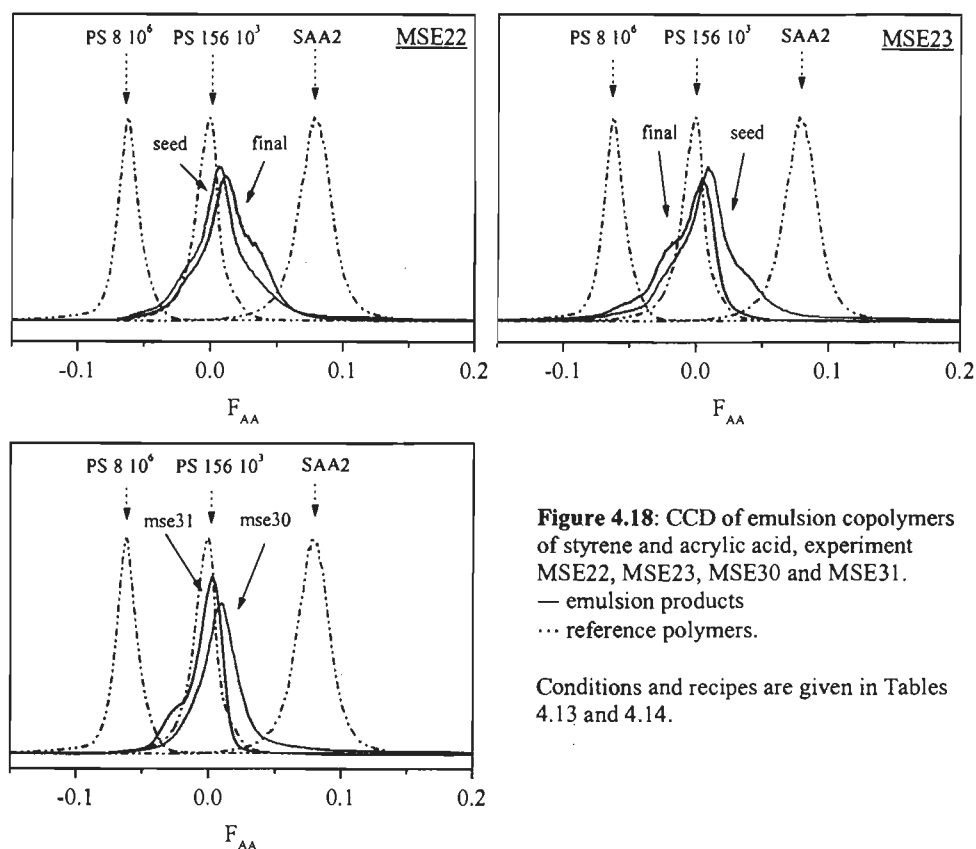 PS 8 10⁶ PS 156 10³ SAA2 MSE22
seed final
-0.1 0.0 0.1 0.2
F_AA
PS 8 10⁶ PS 156 10³ SAA2 MSE23
final seed
-0.1 0.0 0.1 0.2
F_AA
PS 8 10⁶ PS 156 10³ SAA2
mse31 mse30
-0.1 0.0 0.1 0.2
F_AA
Figure 4.18: CCD of emulsion copolymers
of styrene and acrylic acid, experiment
MSE22, MSE23, MSE30 and MSE31.
— emulsion products
··· reference polymers.
Conditions and recipes are given in Tables
4.13 and 4.14.